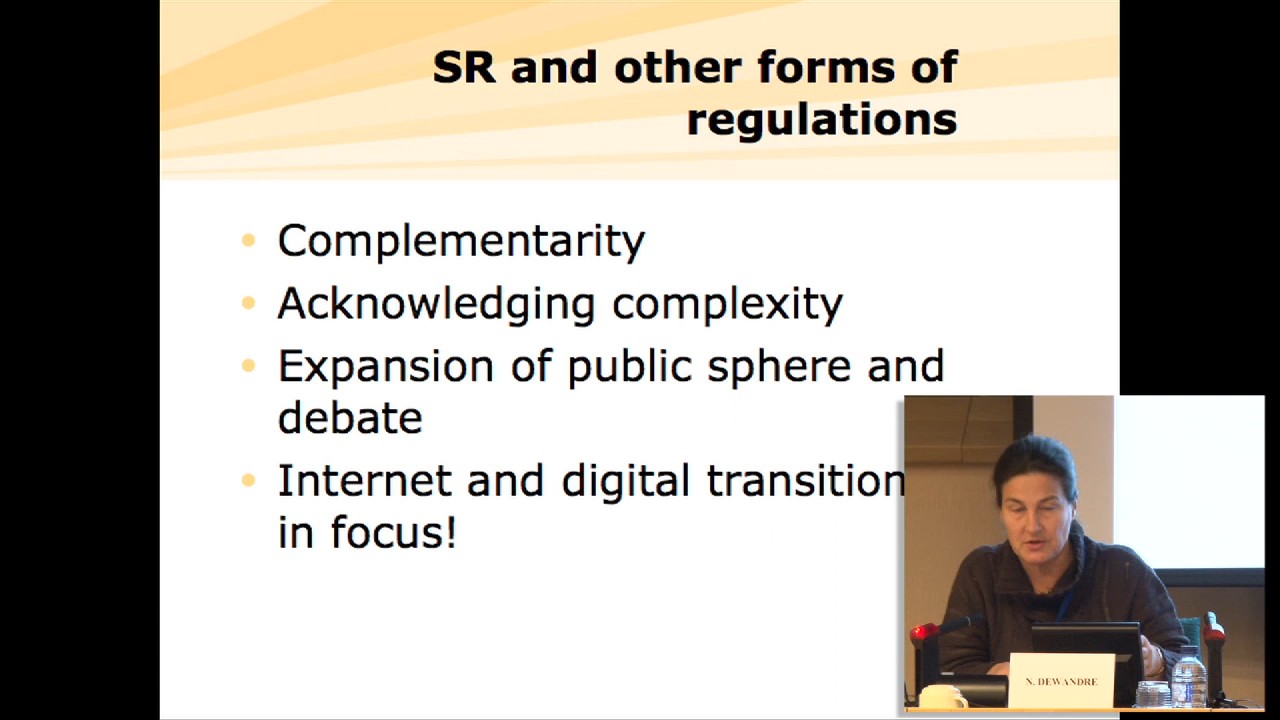 SR and other forms of
regulations
• Complementarity
• Acknowledging complexity
• Expansion of public sphere and
debate
• Internet and digital transition
in focus!
N. DEWANDRE